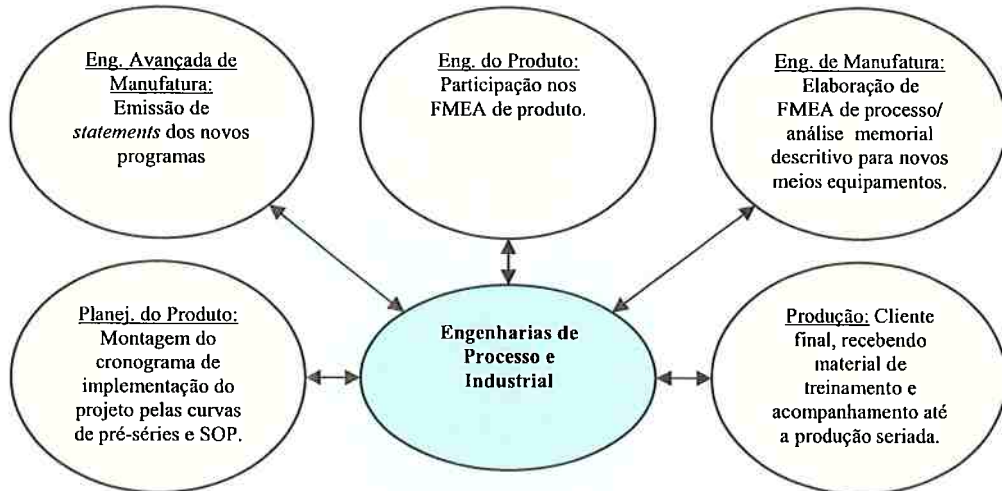 Eng. Avançada de
Manufatura:
Emissão de
statements dos novos
programas
Eng. do Produto:
Participação nos
FMEA de produto.
Eng. de Manufatura:
Elaboração de
FMEA de processo/
análise memorial
descritivo para novos
meios equipamentos.
Planej. do Produto:
Montagem do
cronograma de
implementação do
projeto pelas curvas
de pré-séries e SOP.
Engenharias de
Processo e
Industrial
Produção: Cliente
final, recebendo
material de
treinamento e
acompanhamento até
a produção seriada.